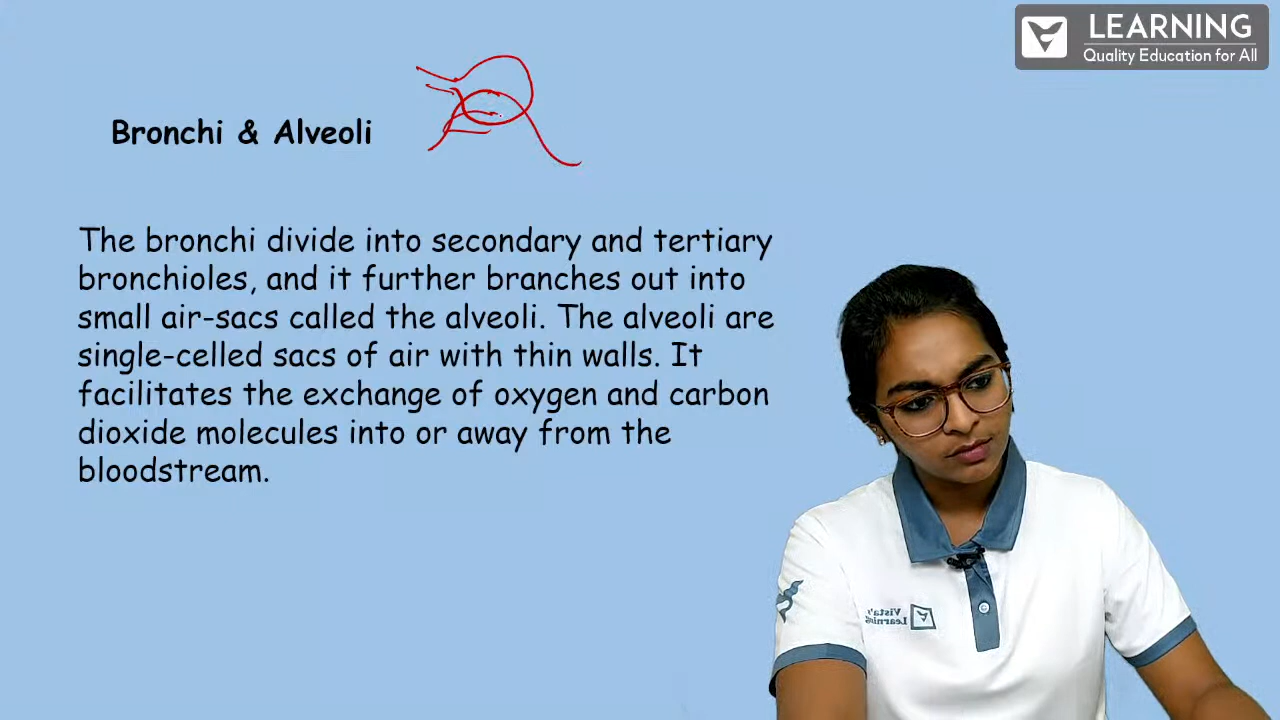 LEARNING
Quality Education for All
Bronchi & Alveoli
The bronchi divide into secondary and tertiary
bronchioles, and it further branches out into
small air-sacs called the alveoli. The alveoli are
single-celled sacs of air with thin walls. It
facilitates the exchange of oxygen and carbon
dioxide molecules into or away from the
bloodstream.
Vista's
Learning